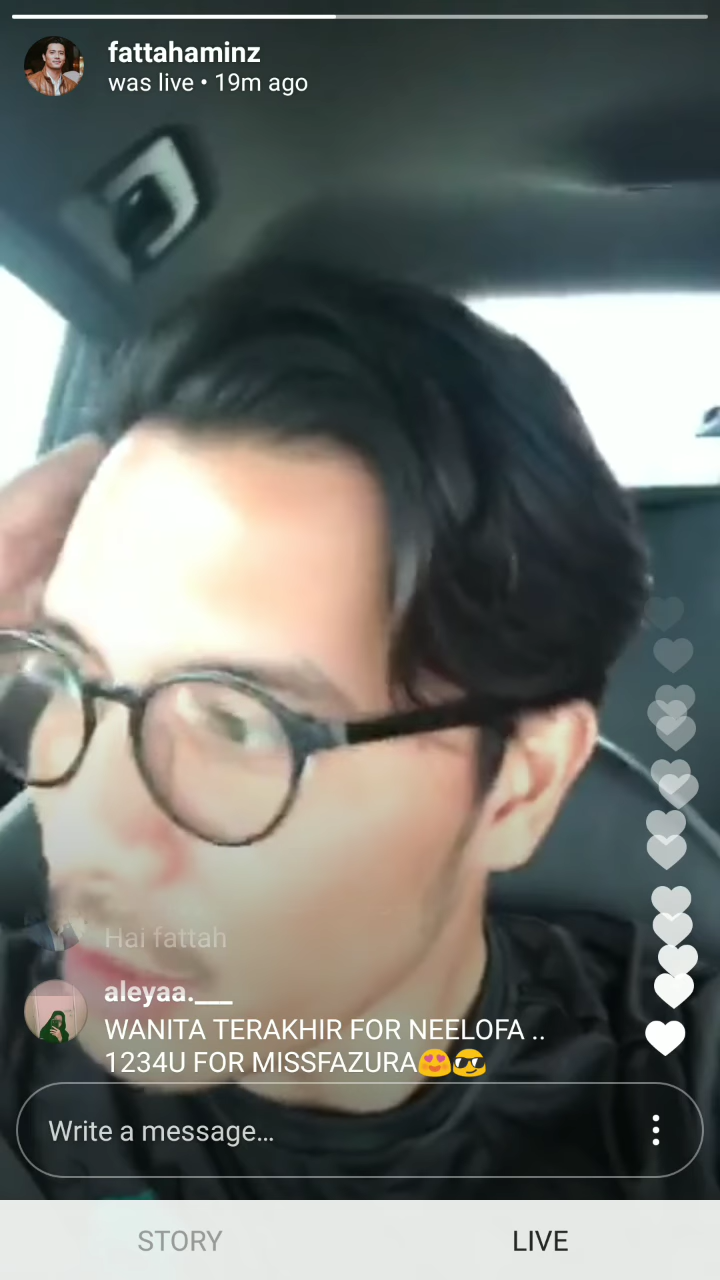 fattahaminz
was live • 19m ago
Hai fattah
aleyaa.___
WANITA TERAKHIR FOR NEELOFA ..
1234U FOR MISSFAZURA😍😎
Write a message...
STORY
LIVE